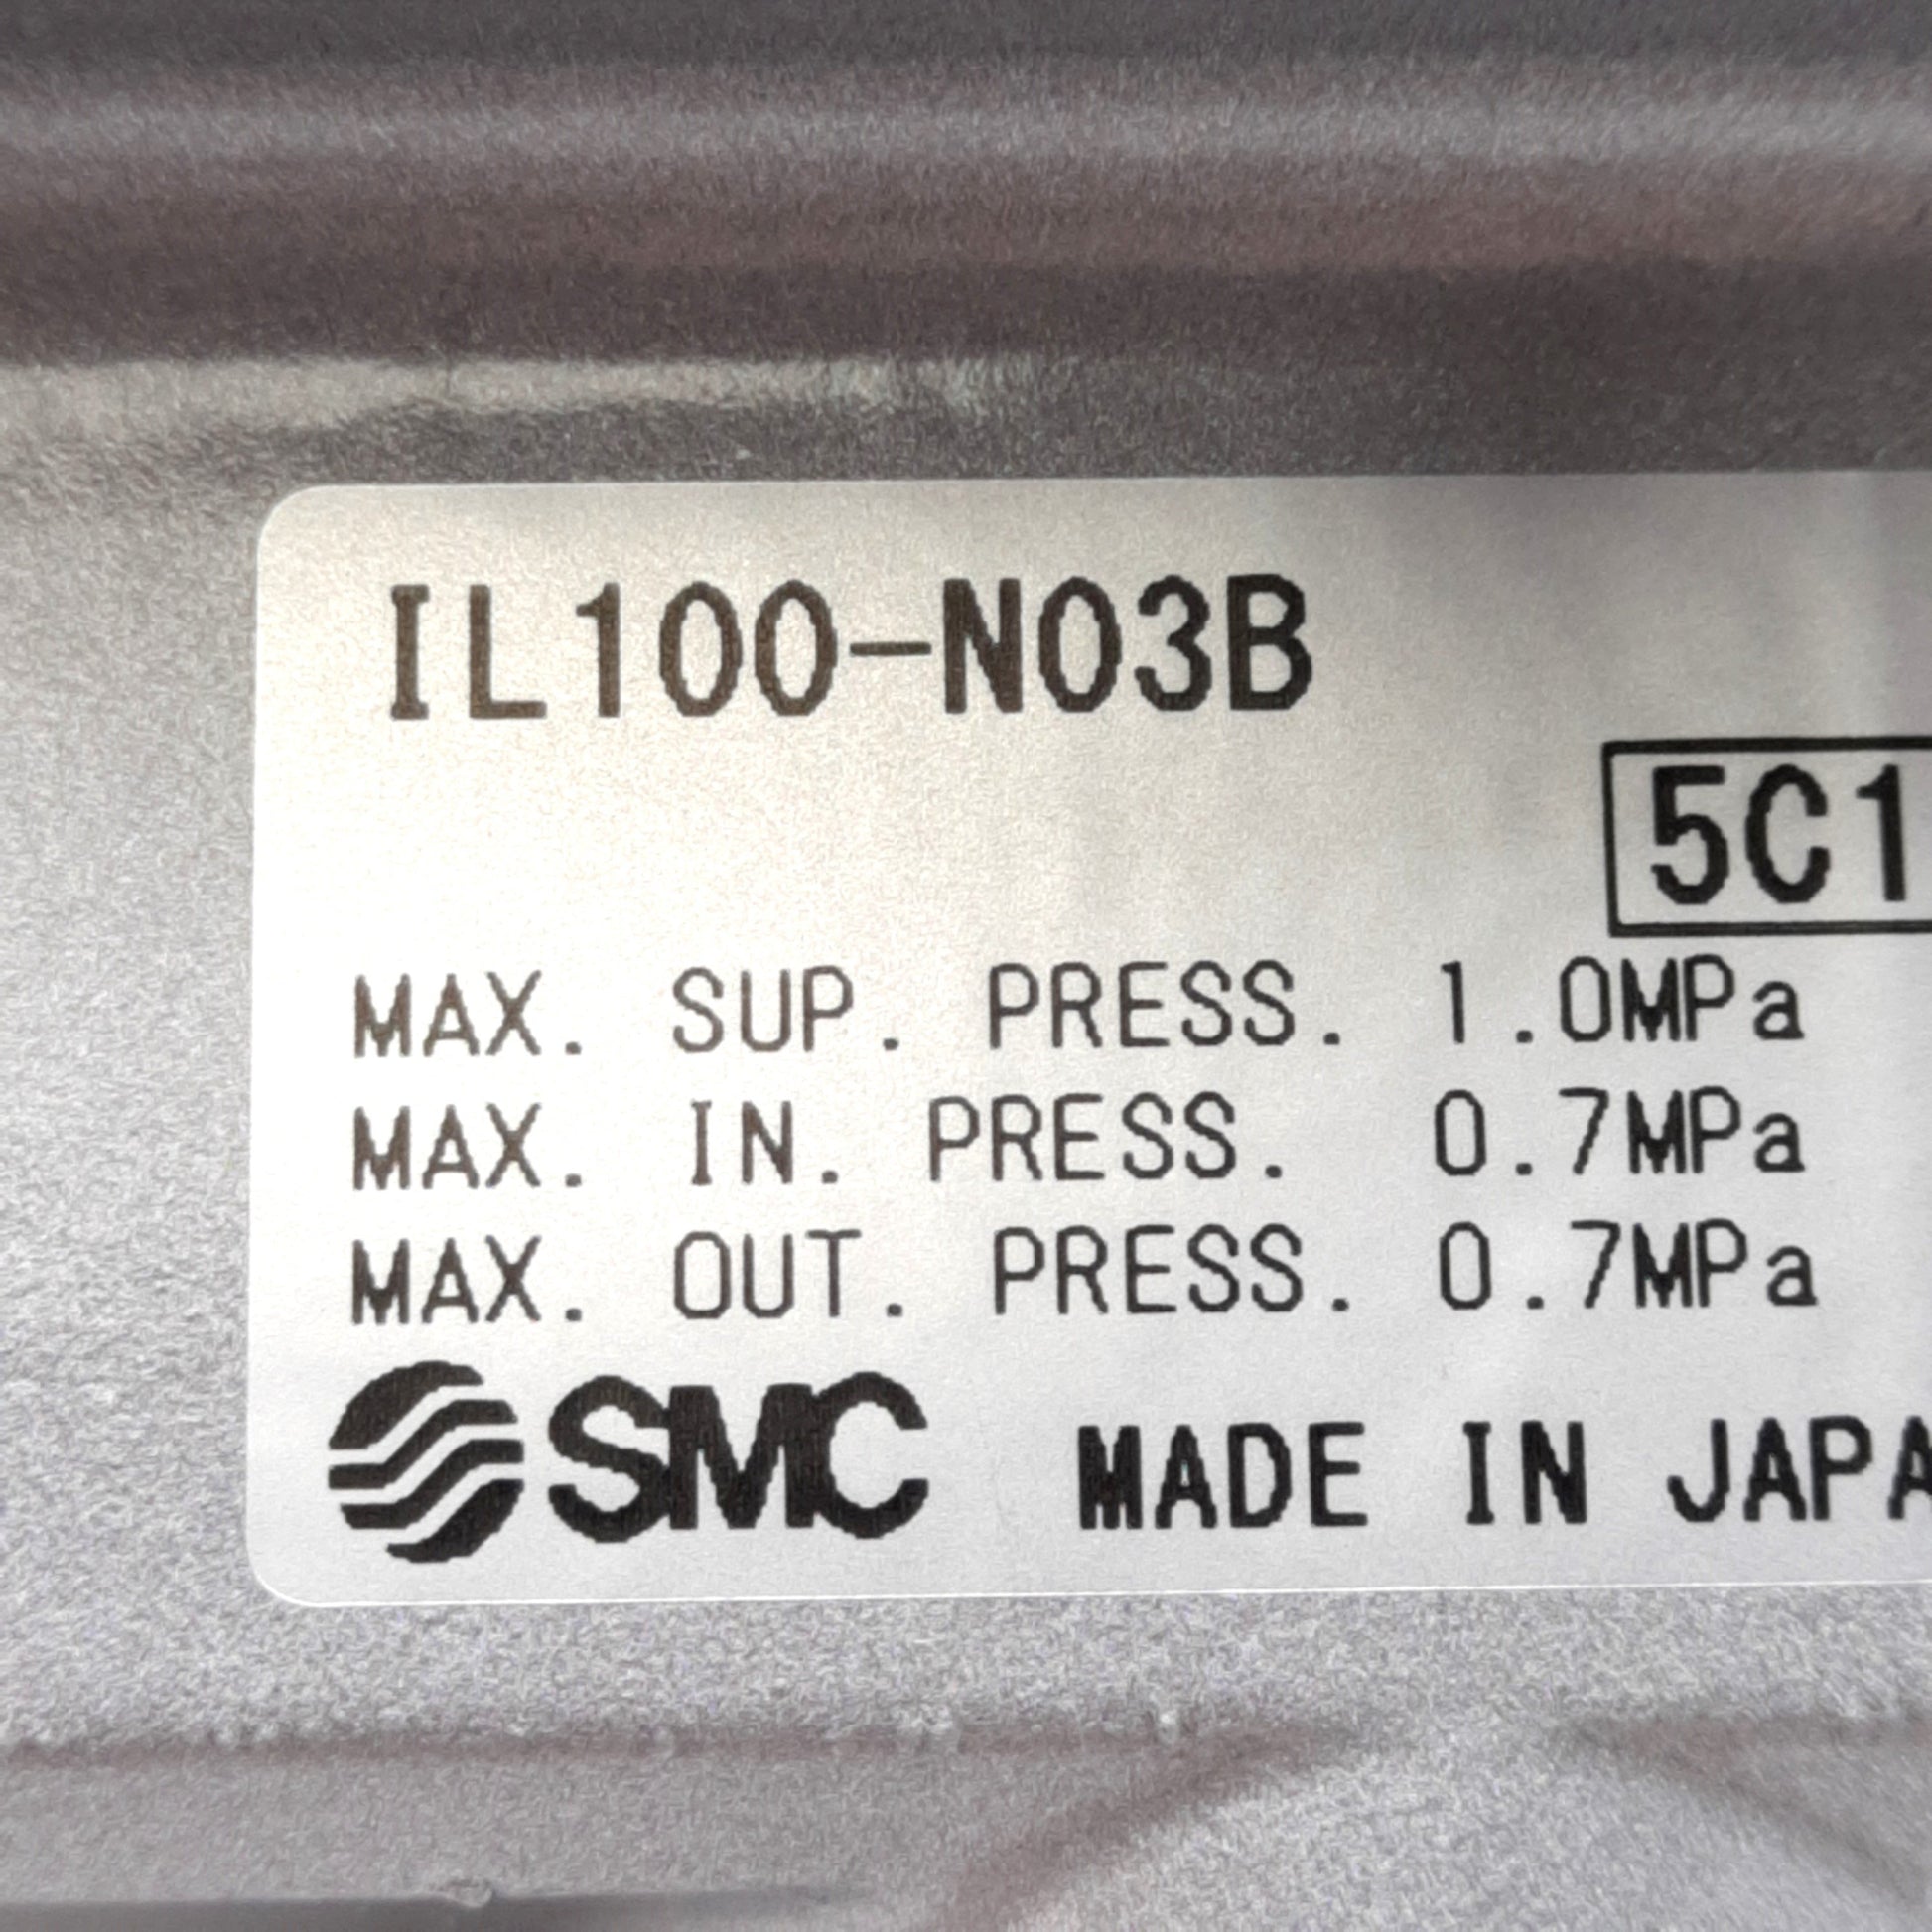 IL100-N03B
5C1
MAX. SUP. PRESS. 1.0MPa
MAX. IN. PRESS. 0.7MPa
MAX. OUT. PRESS. 0.7MPa
SMC MADE IN JAPA